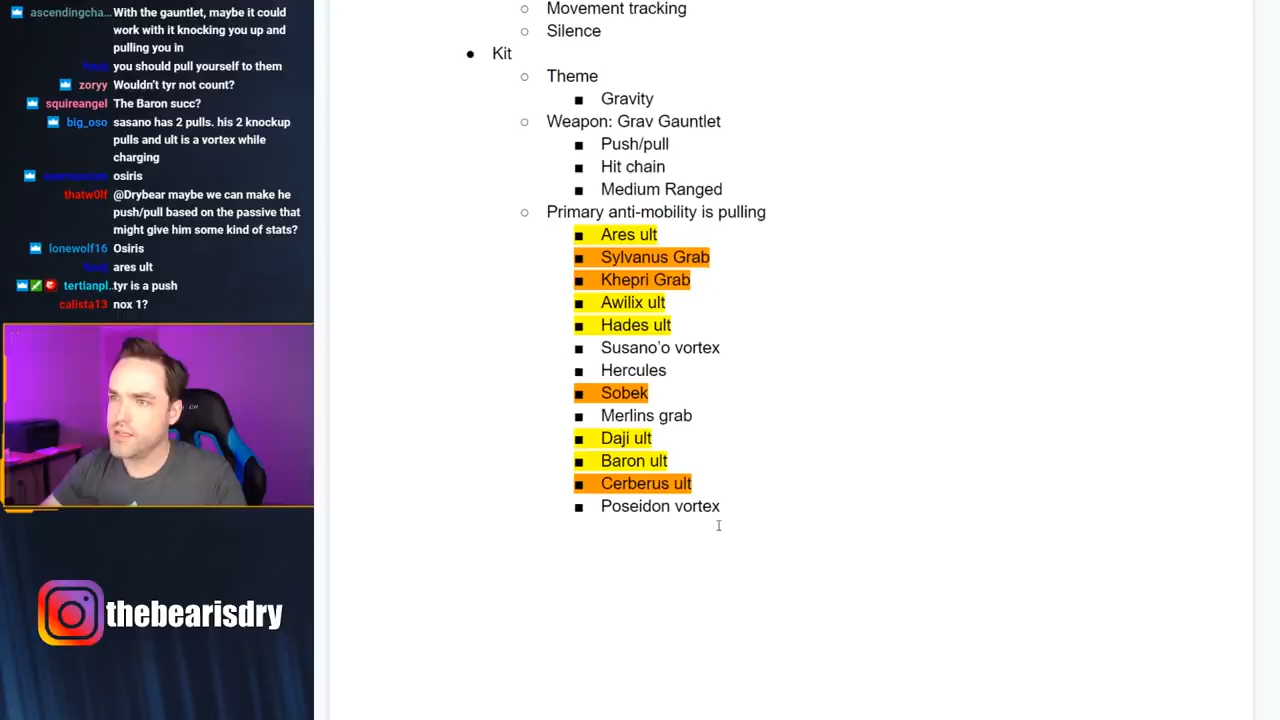 ascendingcha... With the gauntlet, maybe it could
work with it knocking you up and
pulling you in
you should pull yourself to them
zoryy Wouldn't tyr not count?
squireangel The Baron succ?
big_oso sasano has 2 pulls. his 2 knockup
pulls and ult is a vortex while
charging
osiris
thatw0lf @Drybear maybe we can make he
push/pull based on the passive that
might give him some kind of stats?
lonewolf16 Osiris
ares ult
tertianpl.. tyr is a push
calista13 nox 1?
thebearisdry
Movement tracking
Silence
Kit
Theme
Gravity
Weapon: Grav Gauntlet
Push/pull
Hit chain
Medium Ranged
Primary anti-mobility is pulling
Ares ult
Sylvanus Grab
Khepri Grab
Awilix ult
Hades ult
Susano'o vortex
Hercules
Sobek
Merlins grab
Daji ult
Baron ult
Cerberus ult
Poseidon vortex